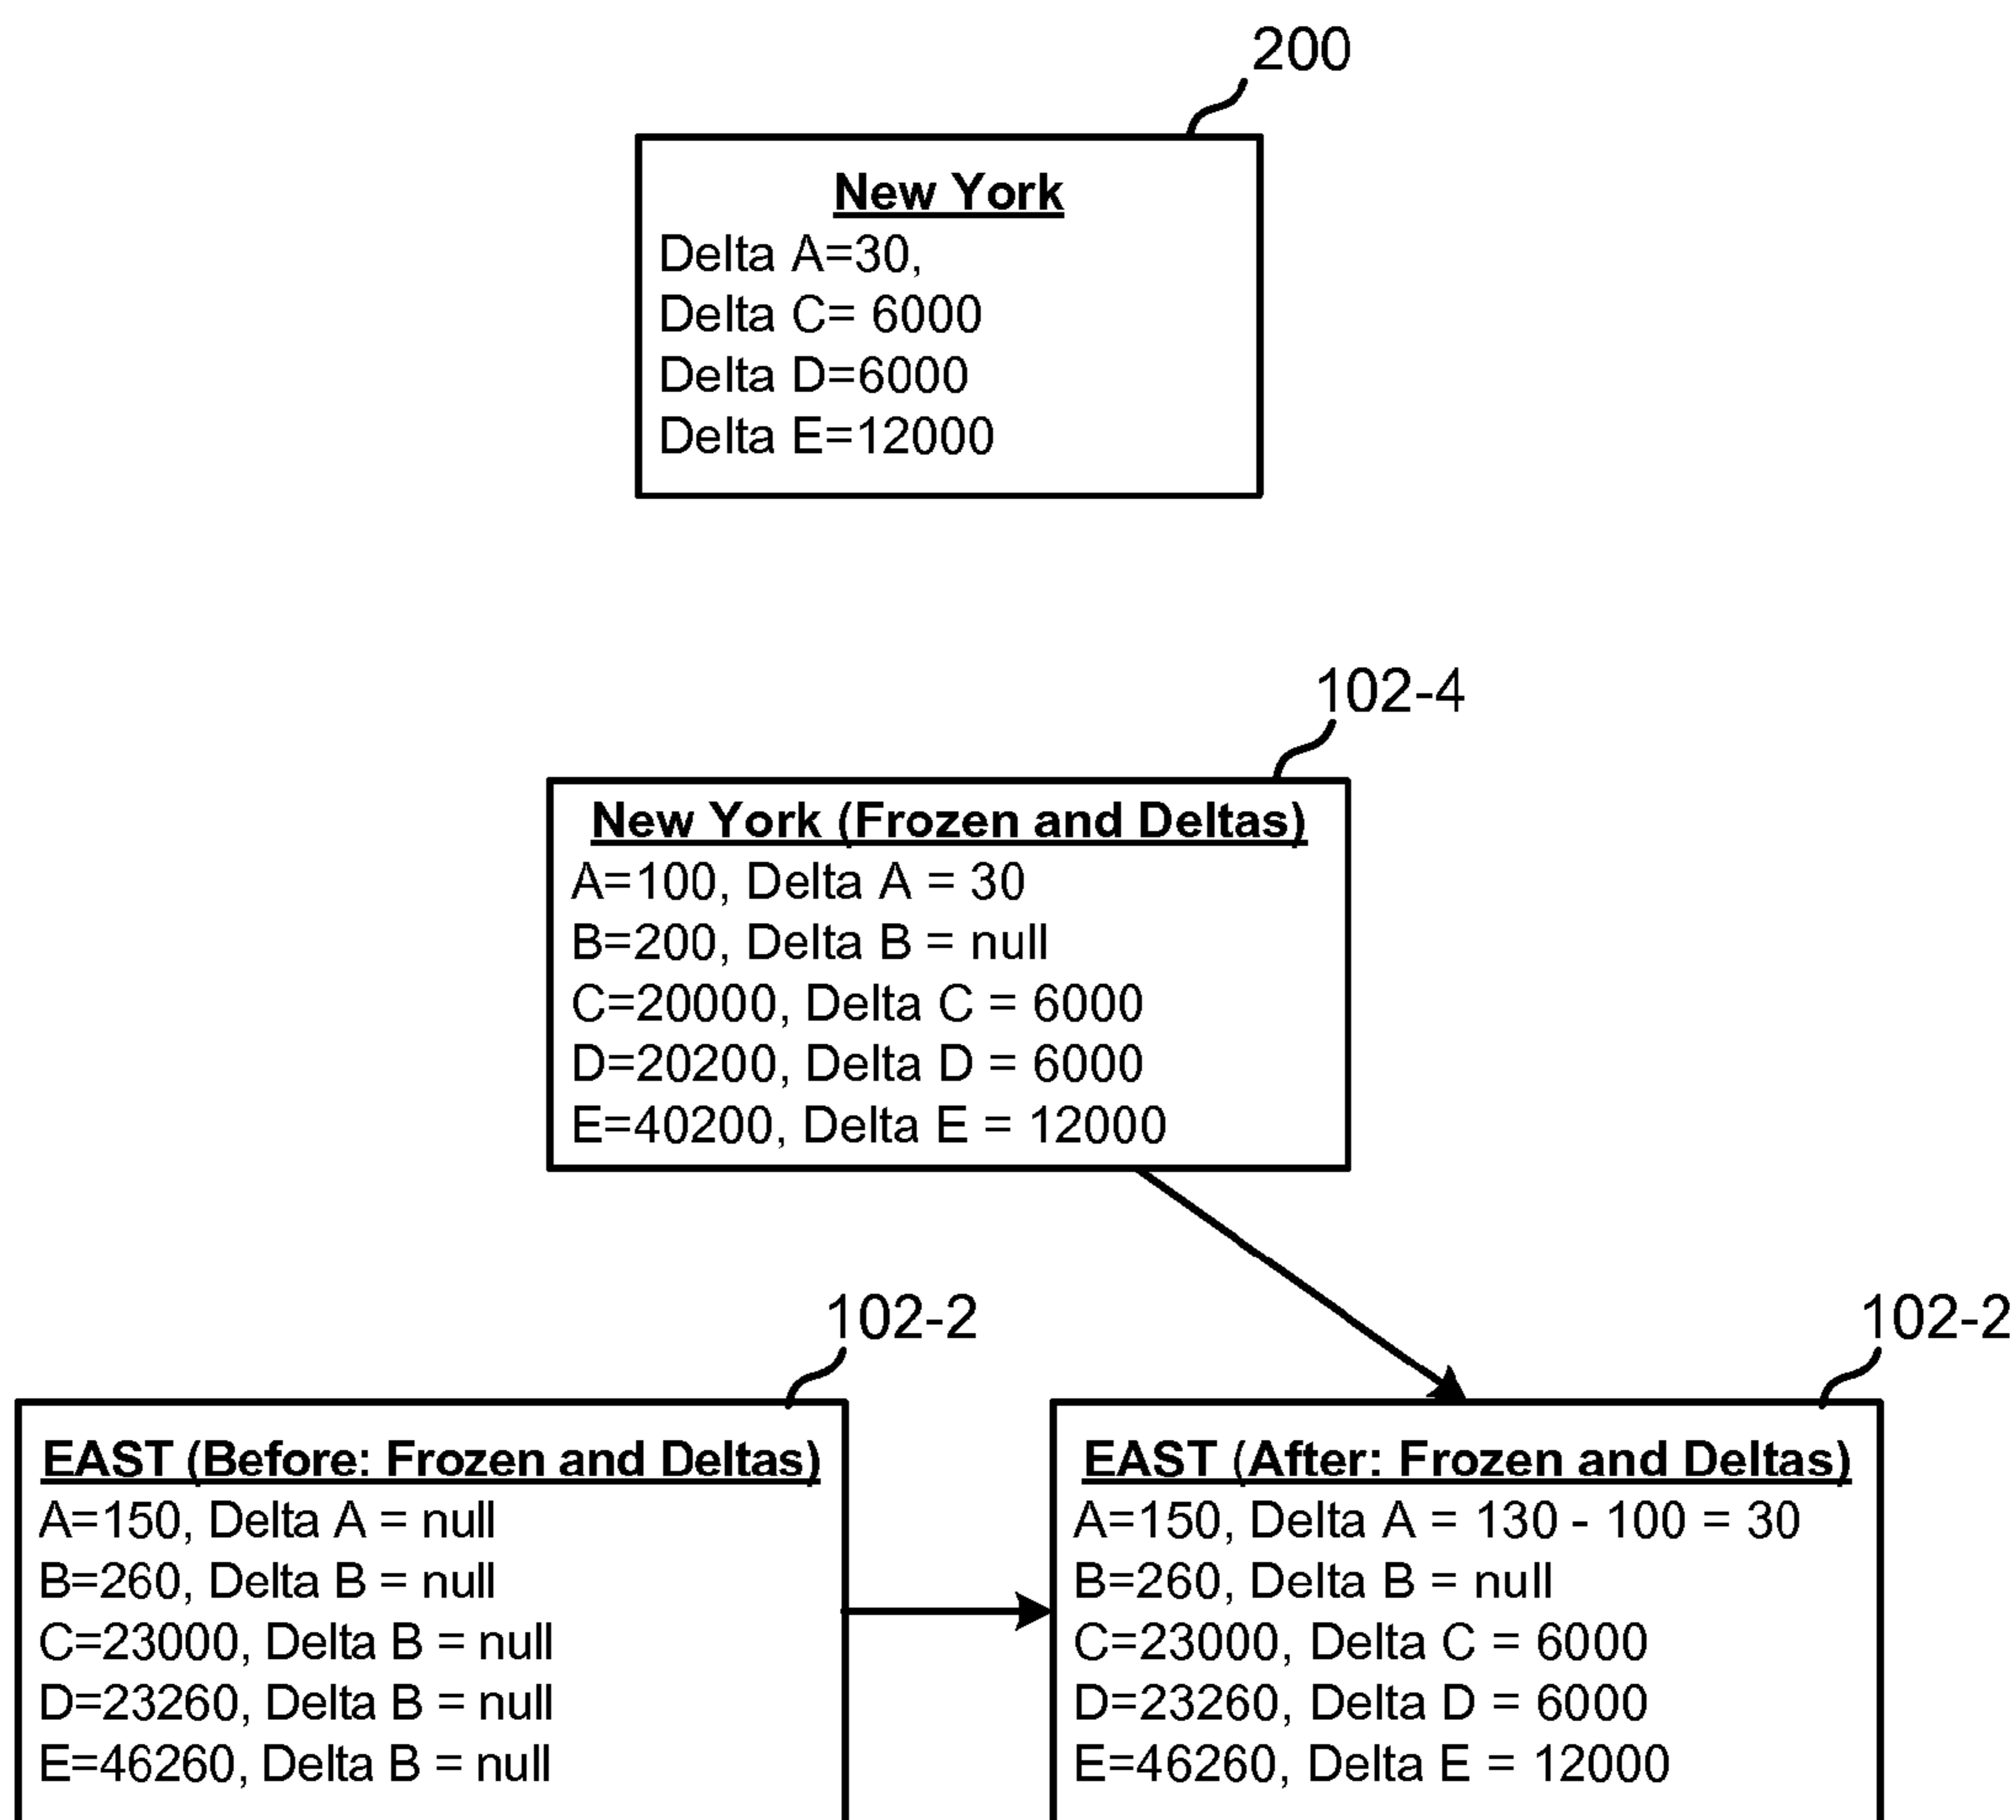 200
New York
Delta A=30,
Delta C= 6000
Delta D=6000
Delta E=12000
102-4
New York (Frozen and Deltas)
A=100, Delta A = 30
B=200, Delta B = null
C=20000, Delta C = 6000
D=20200, Delta D = 6000
E=40200, Delta E = 12000
102-2
EAST (Before: Frozen and Deltas)
A=150, Delta A = null
B=260, Delta B = null
C=23000, Delta B = null
D=23260, Delta B = null
E=46260, Delta B = null
102-2
EAST (After: Frozen and Deltas)
A=150, Delta A = 130 - 100 = 30
B=260, Delta B = null
C=23000, Delta C = 6000
D=23260, Delta D = 6000
E=46260, Delta E = 12000